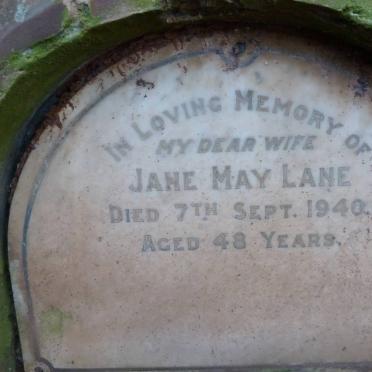 IN LOVING MEMORY OF
MY DEAR WIFE
JANE MAY LANE
DIED 7TH SEPT. 1940.
AGED 48 YEARS.